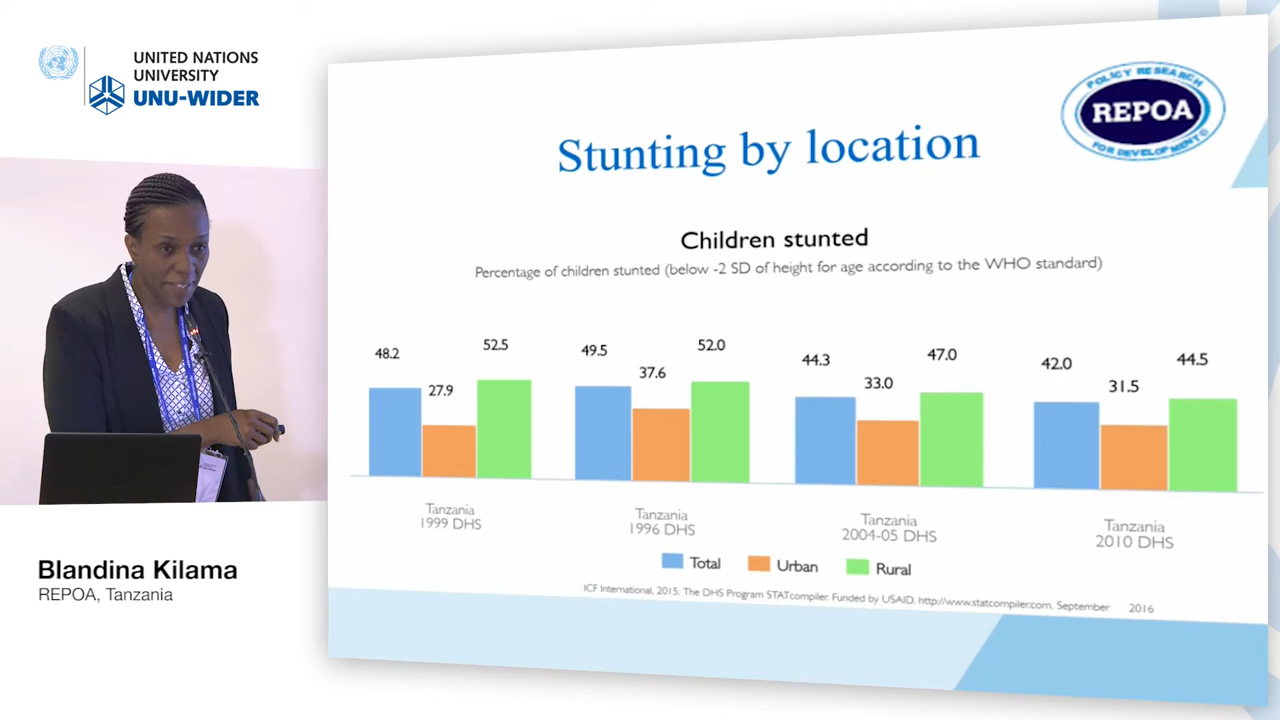 UNITED NATIONS
UNIVERSITY
UNU-WIDER
POLICY RESEARCH
REPOA
FOR DEVELOPMENT
Stunting by location
Children stunted
Percentage of children stunted (below -2 SD of height for age according to the WHO standard)
48.2
27.9
52.5
49.5
37.6
52.0
44.3
33.0
47.0
42.0
31.5
44.5
Tanzania
1999 DHS
Tanzania
1996 DHS
Tanzania
2004-05 DHS
Tanzania
2010 DHS
Total
Urban
Rural
ICF International, 2015. The DHS Program STATcompiler. Funded by USAID. http://www.statcompiler.com. September 2016
Blandina Kilama
REPOA, Tanzania